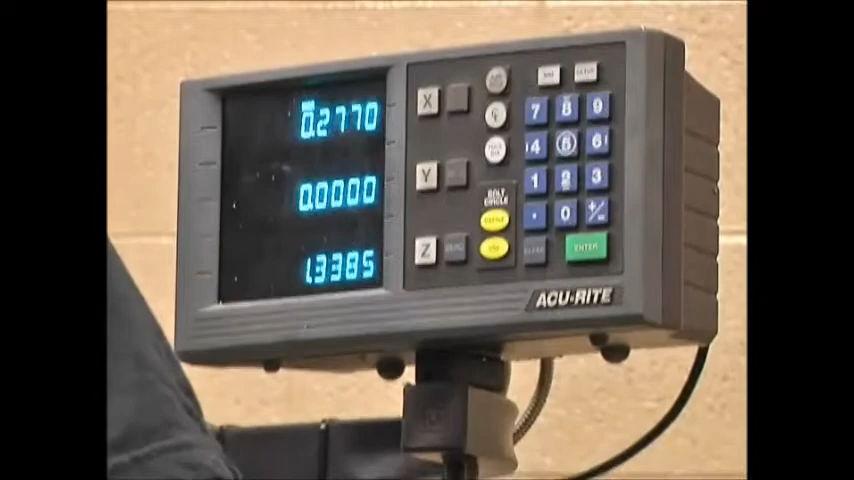 0.2770
0.0000
1.3385
X
Y
Z
7 8 9
4 5 6
1 2 3
. 0 +/-
BOLT
CIRCLE
ENTER
ACU-RITE